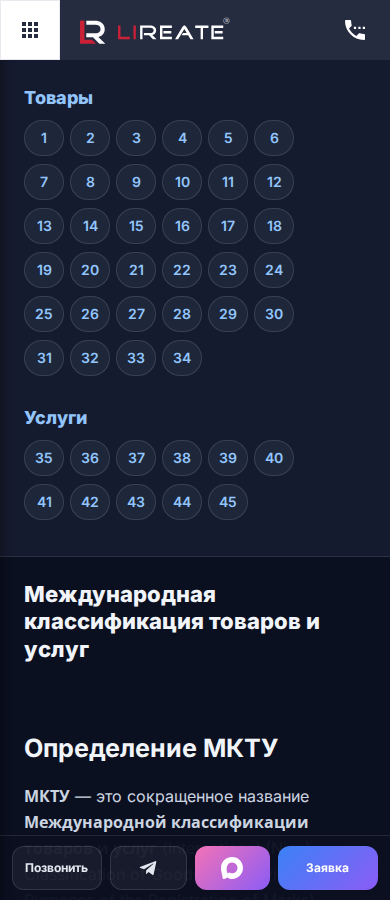 LIREATE®
Товары
1 2 3 4 5 6
7 8 9 10 11 12
13 14 15 16 17 18
19 20 21 22 23 24
25 26 27 28 29 30
31 32 33 34
Услуги
35 36 37 38 39 40
41 42 43 44 45
Международная
классификация товаров и
услуг
Определение МКТУ
МКТУ — это сокращенное название
Международной классификации
Позвонить Заявка